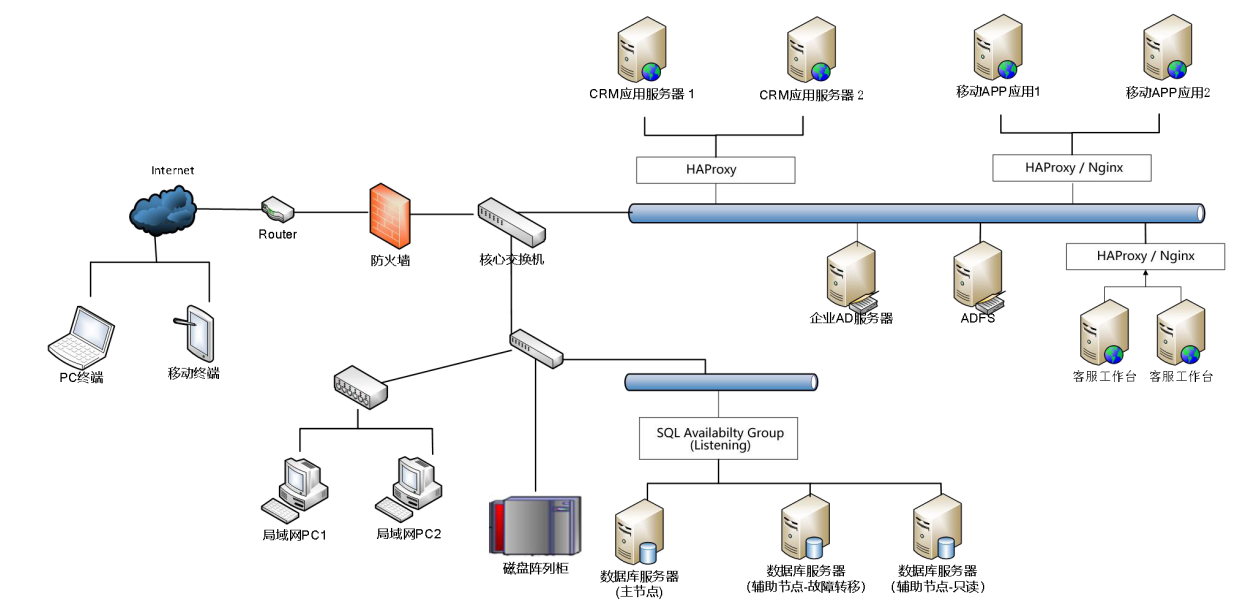 CRM应用服务器 1
CRM应用服务器 2
移动APP应用1
移动APP应用2
HAProxy
HAProxy / Nginx
Internet
Router
防火墙
核心交换机
HAProxy / Nginx
企业AD服务器
ADFS
客服工作台
客服工作台
PC终端
移动终端
SQL Availabilty Group
(Listening)
局域网PC1
局域网PC2
磁盘阵列柜
数据库服务器
(主节点)
数据库服务器
(辅助节点-故障转移)
数据库服务器
(辅助节点-只读)